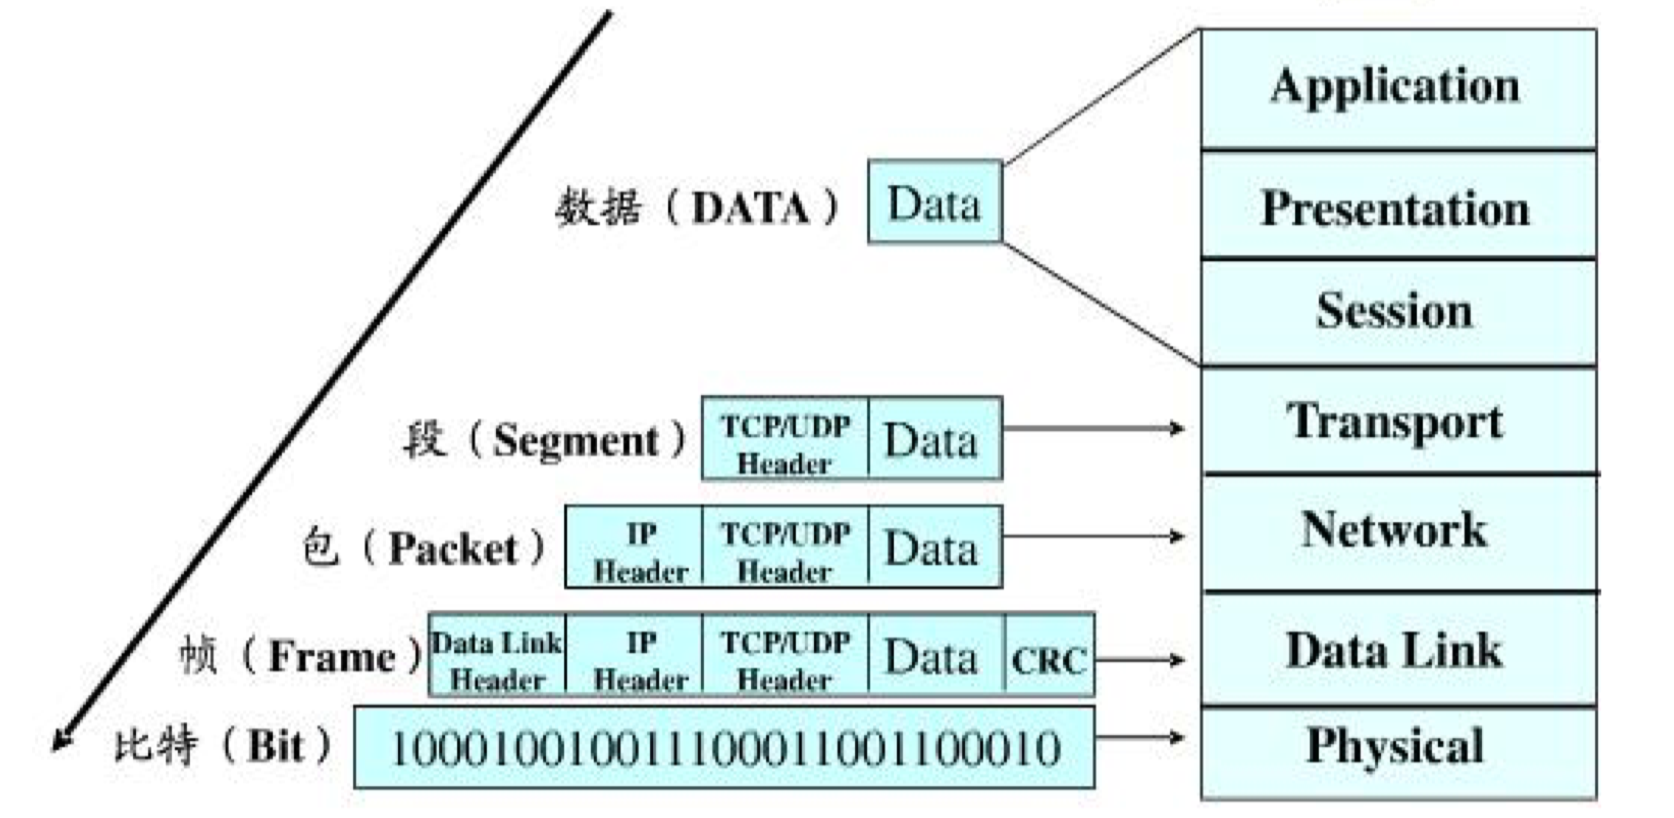 Application
数据（DATA） Data
Presentation
Session
段（Segment） TCP/UDP Header Data
Transport
包（Packet） IP Header TCP/UDP Header Data
Network
帧（Frame） Data Link Header IP Header TCP/UDP Header Data CRC
Data Link
比特（Bit） 100010010011100011001100010
Physical